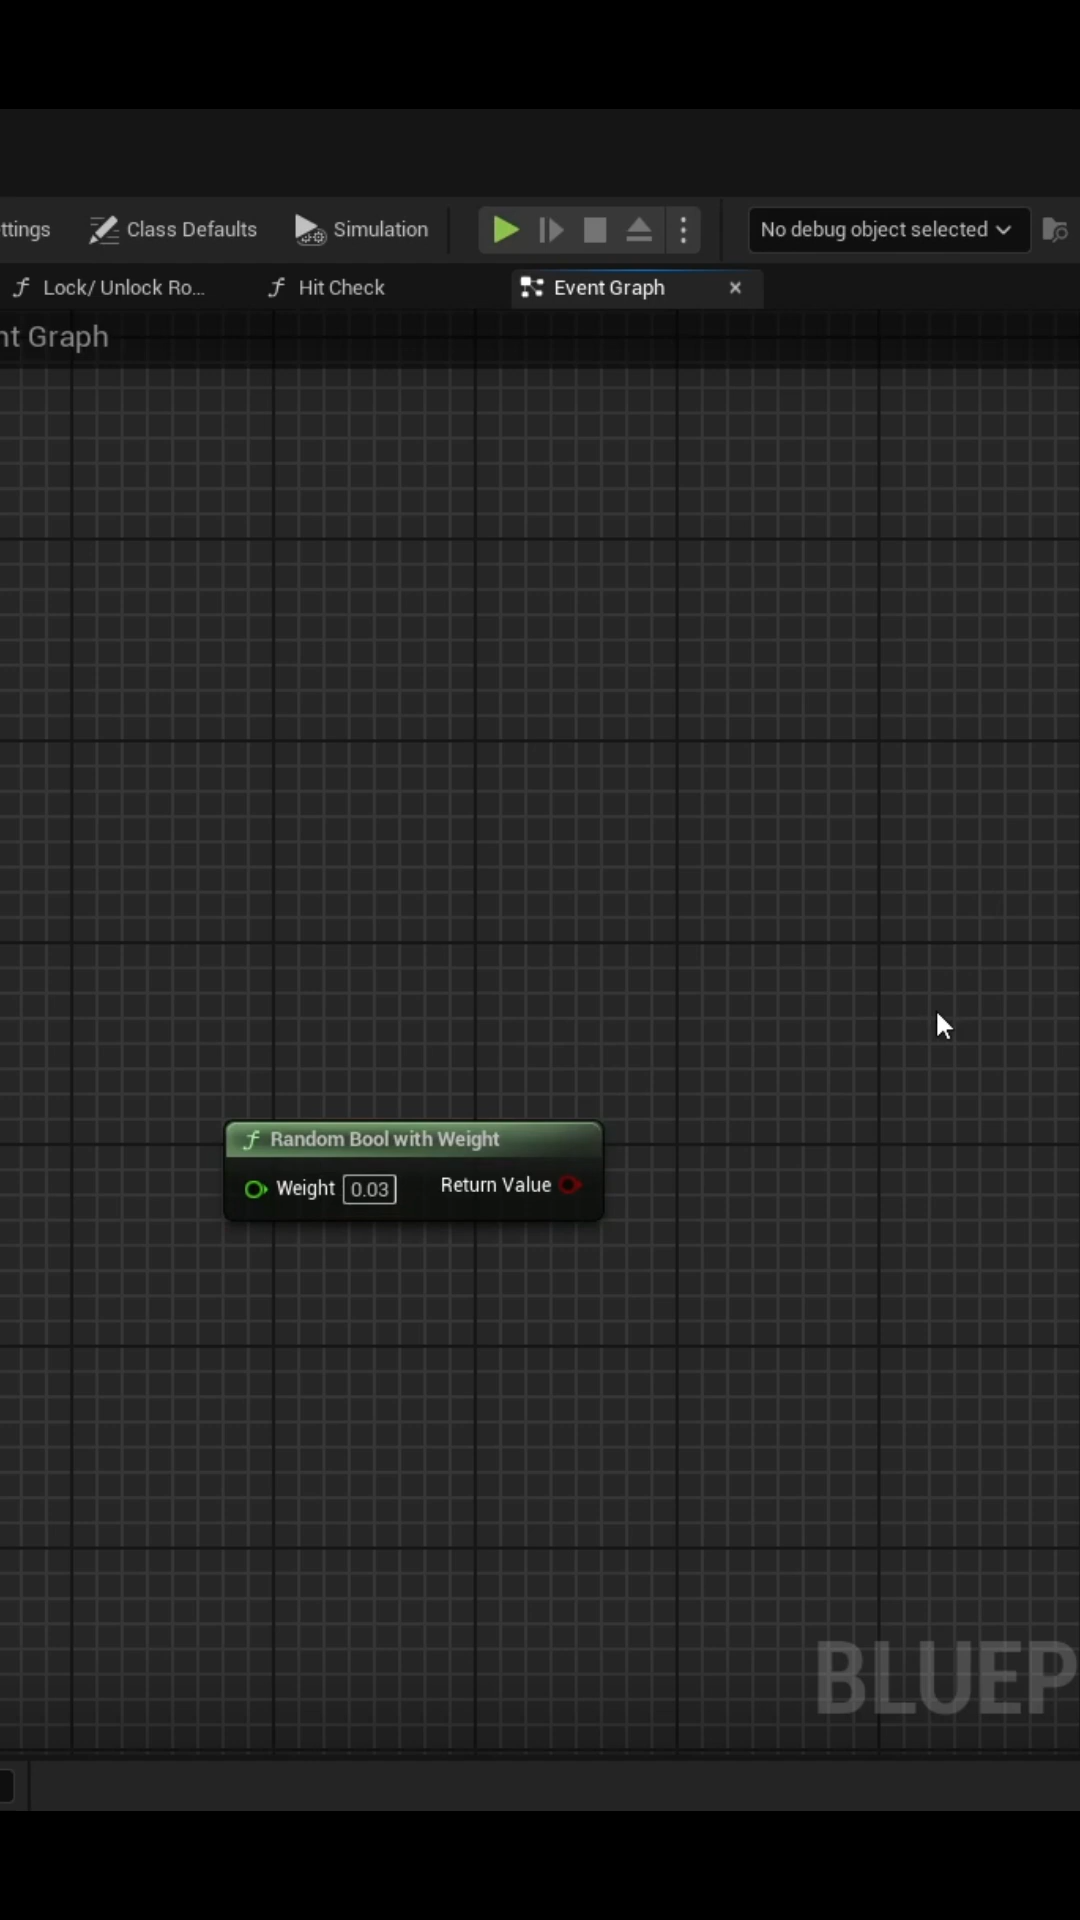 ttings
Class Defaults
Simulation
No debug object selected
Lock/ Unlock Ro...
Hit Check
Event Graph
nt Graph
f Random Bool with Weight
Weight 0.03
Return Value
BLUEP